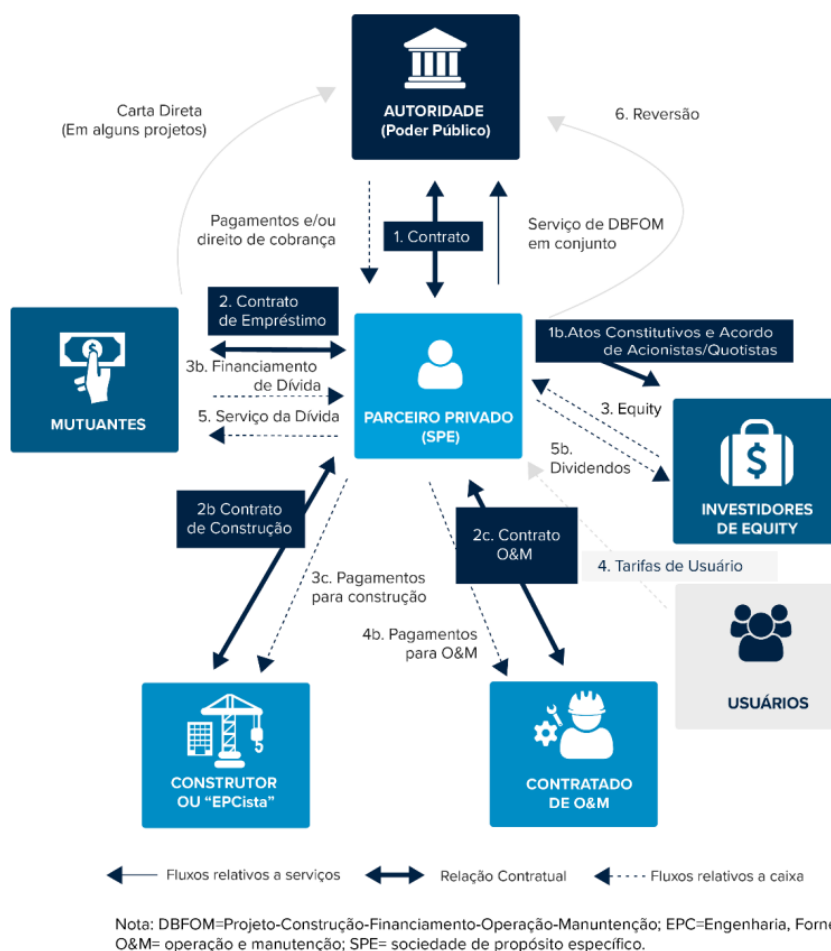 AUTORIDADE
(Poder Público)
Carta Direta
(Em alguns projetos)
6. Reversão
Pagamentos e/ou
direito de cobrança
1. Contrato
Serviço de DBFOM
em conjunto
2. Contrato
de Empréstimo
1b.Atos Constitutivos e Acordo
de Acionistas/Quotistas
3b. Financiamento
de Dívida
5. Serviço da Dívida
MUTUANTES
PARCEIRO PRIVADO
(SPE)
3. Equity
5b.
Dividendos
$
INVESTIDORES
DE EQUITY
2b Contrato
de Construção
2c. Contrato
O&M
4. Tarifas de Usuário
3c. Pagamentos
para construção
4b. Pagamentos
para O&M
USUÁRIOS
CONSTRUTOR
OU “EPCista”
CONTRATADO
DE O&M
Fluxos relativos a serviços
Relação Contratual
Fluxos relativos a caixa
Nota: DBFOM=Projeto-Construção-Financiamento-Operação-Manuntenção; EPC=Engenharia, Forne
O&M= operação e manutenção; SPE= sociedade de propósito específico.